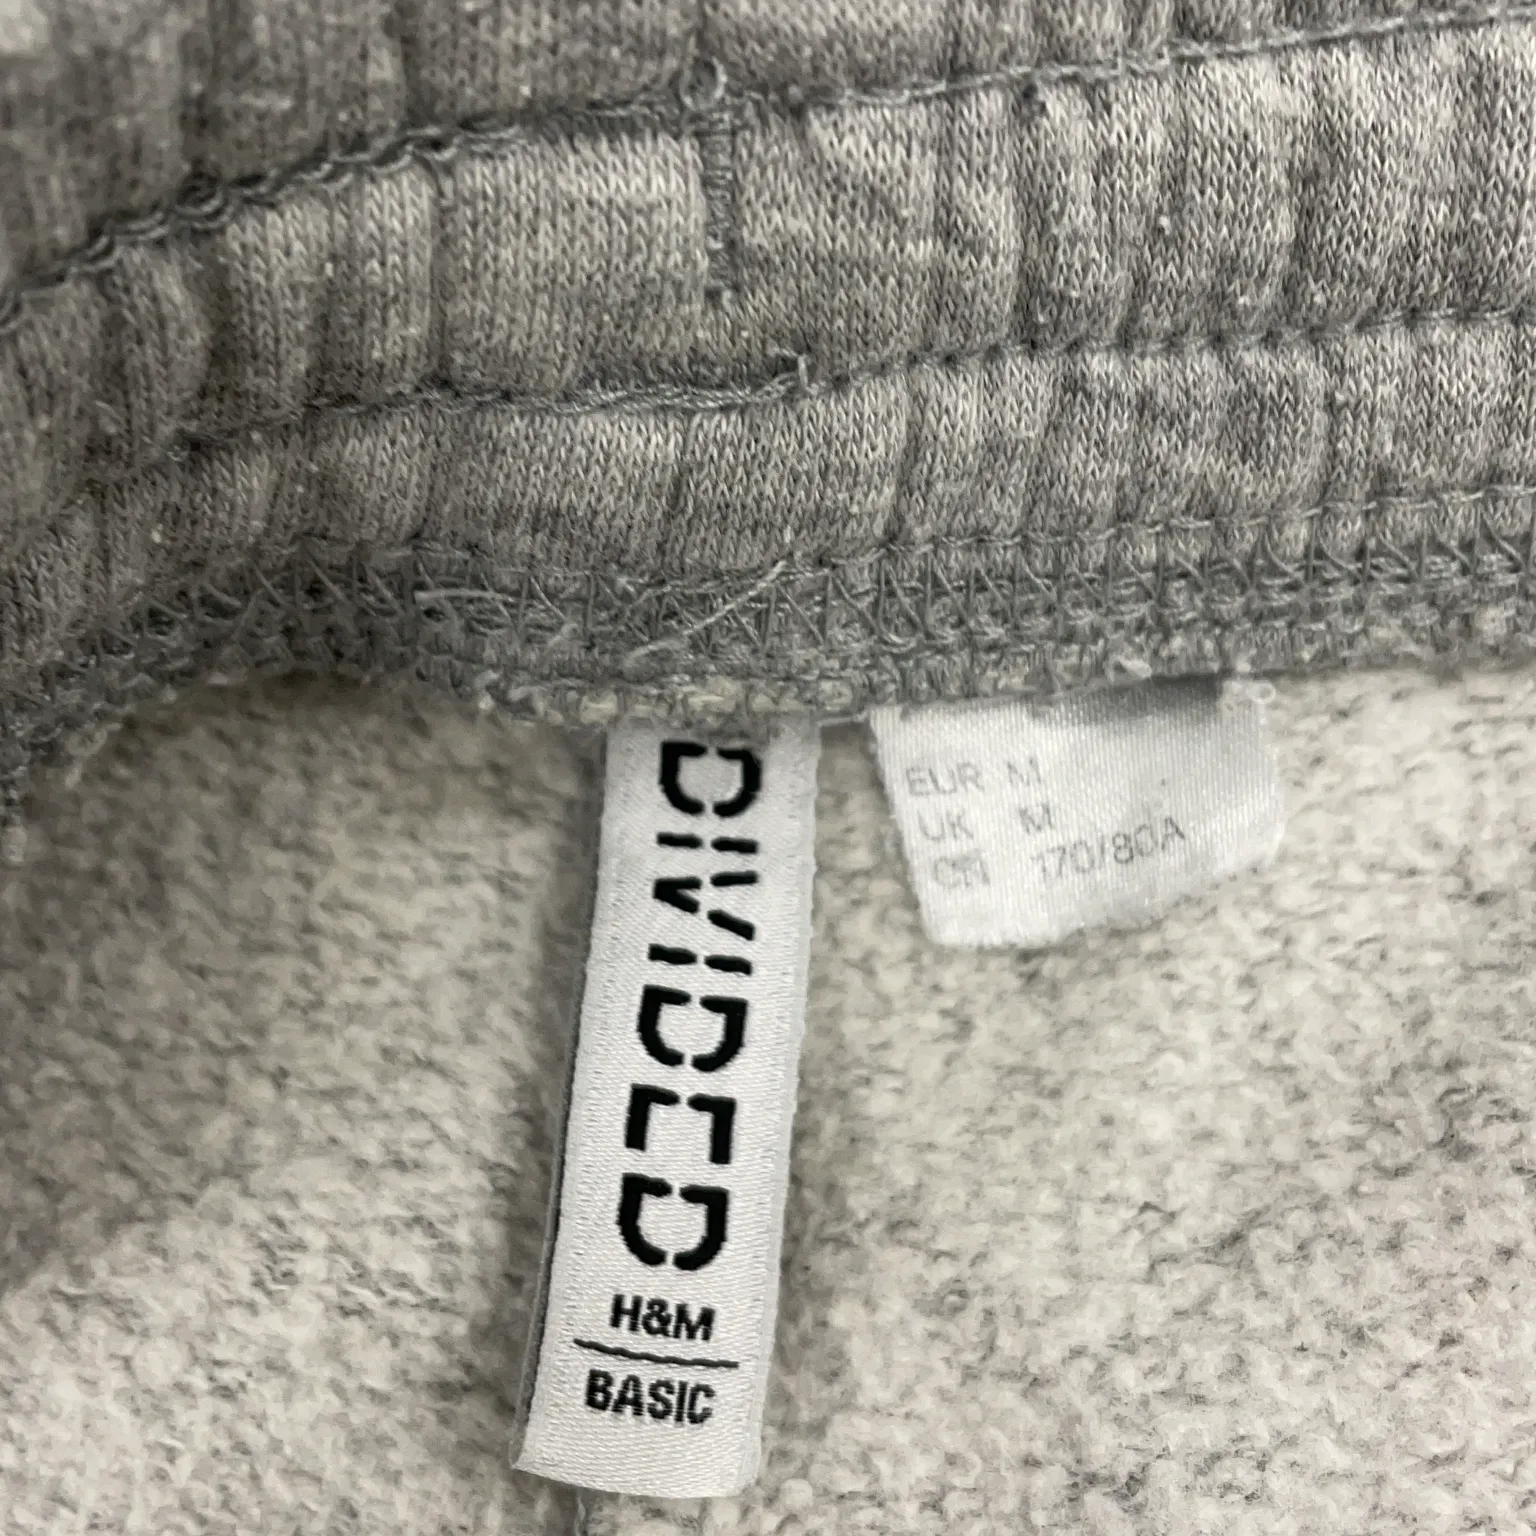 DIVIDED
H&M
BASIC
EUR M
UK M
CN 170/80A